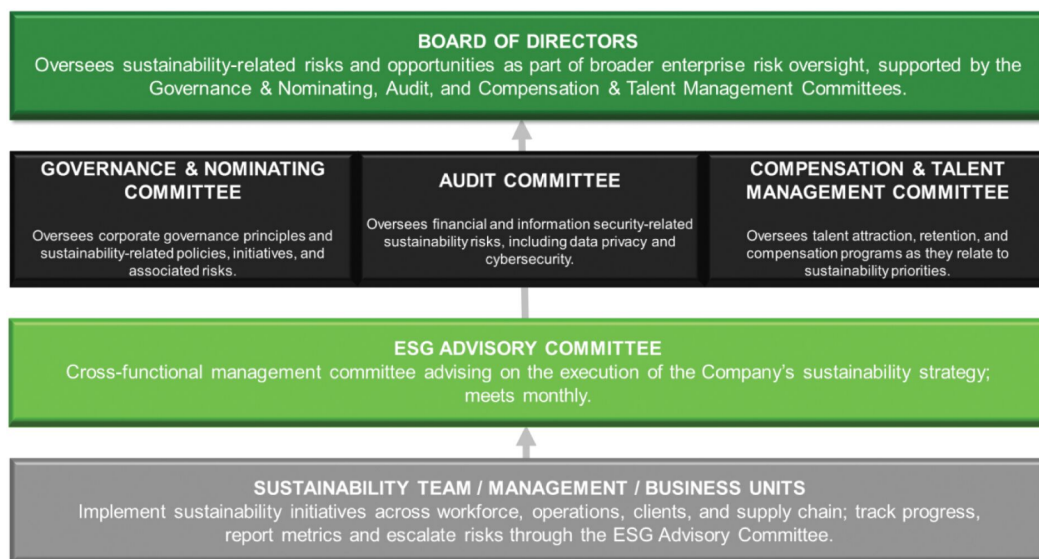 BOARD OF DIRECTORS
Oversees sustainability-related risks and opportunities as part of broader enterprise risk oversight, supported by the
Governance & Nominating, Audit, and Compensation & Talent Management Committees.
GOVERNANCE & NOMINATING
COMMITTEE
Oversees corporate governance principles and
sustainability-related policies, initiatives, and
associated risks.
AUDIT COMMITTEE
Oversees financial and information security-related
sustainability risks, including data privacy and
cybersecurity.
COMPENSATION & TALENT
MANAGEMENT COMMITTEE
Oversees talent attraction, retention, and
compensation programs as they relate to
sustainability priorities.
ESG ADVISORY COMMITTEE
Cross-functional management committee advising on the execution of the Company's sustainability strategy;
meets monthly.
SUSTAINABILITY TEAM / MANAGEMENT / BUSINESS UNITS
Implement sustainability initiatives across workforce, operations, clients, and supply chain; track progress,
report metrics and escalate risks through the ESG Advisory Committee.